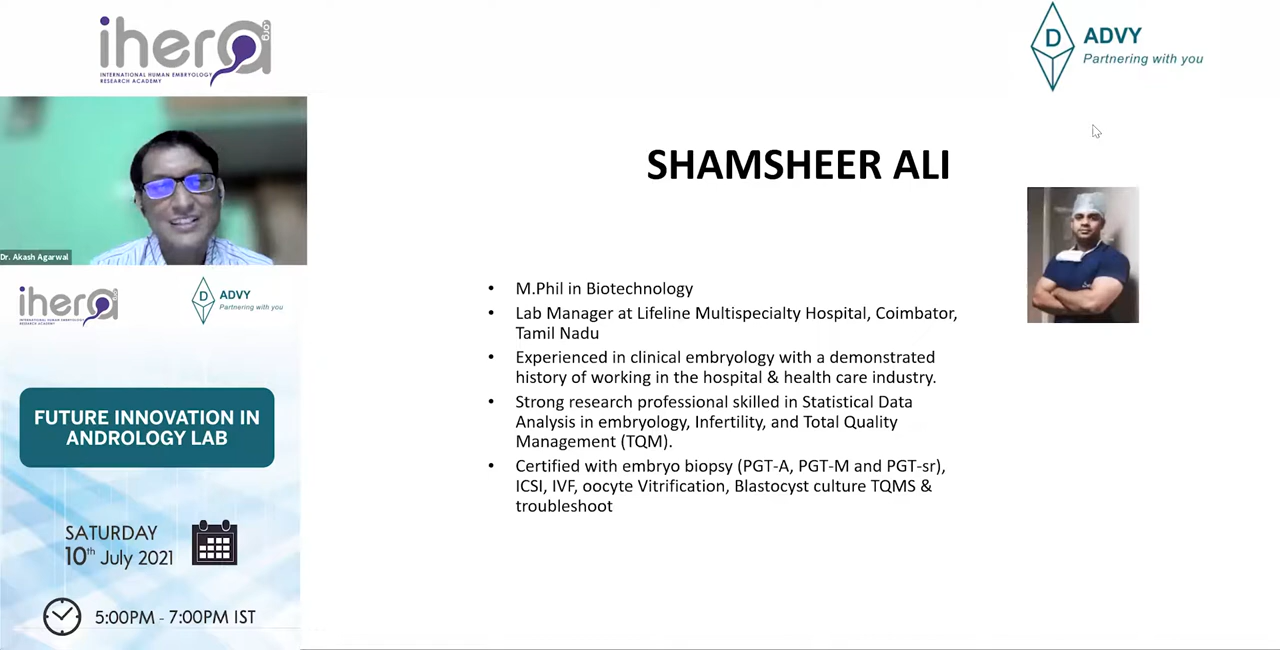 ihera
.org
INTERNATIONAL HUMAN EMBRYOLOGY
RESEARCH ACADEMY
D
ADVY
Partnering with you
SHAMSHEER ALI
Dr. Akash Agarwal
ihera
.org
INTERNATIONAL HUMAN EMBRYOLOGY
RESEARCH ACADEMY
D
ADVY
Partnering with you
• M.Phil in Biotechnology
• Lab Manager at Lifeline Multispecialty Hospital, Coimbator,
Tamil Nadu
• Experienced in clinical embryology with a demonstrated
history of working in the hospital & health care industry.
• Strong research professional skilled in Statistical Data
Analysis in embryology, Infertility, and Total Quality
Management (TQM).
• Certified with embryo biopsy (PGT-A, PGT-M and PGT-sr),
ICSI, IVF, oocyte Vitrification, Blastocyst culture TQMS &
troubleshoot
FUTURE INNOVATION IN
ANDROLOGY LAB
SATURDAY
10th July 2021
5:00PM - 7:00PM IST